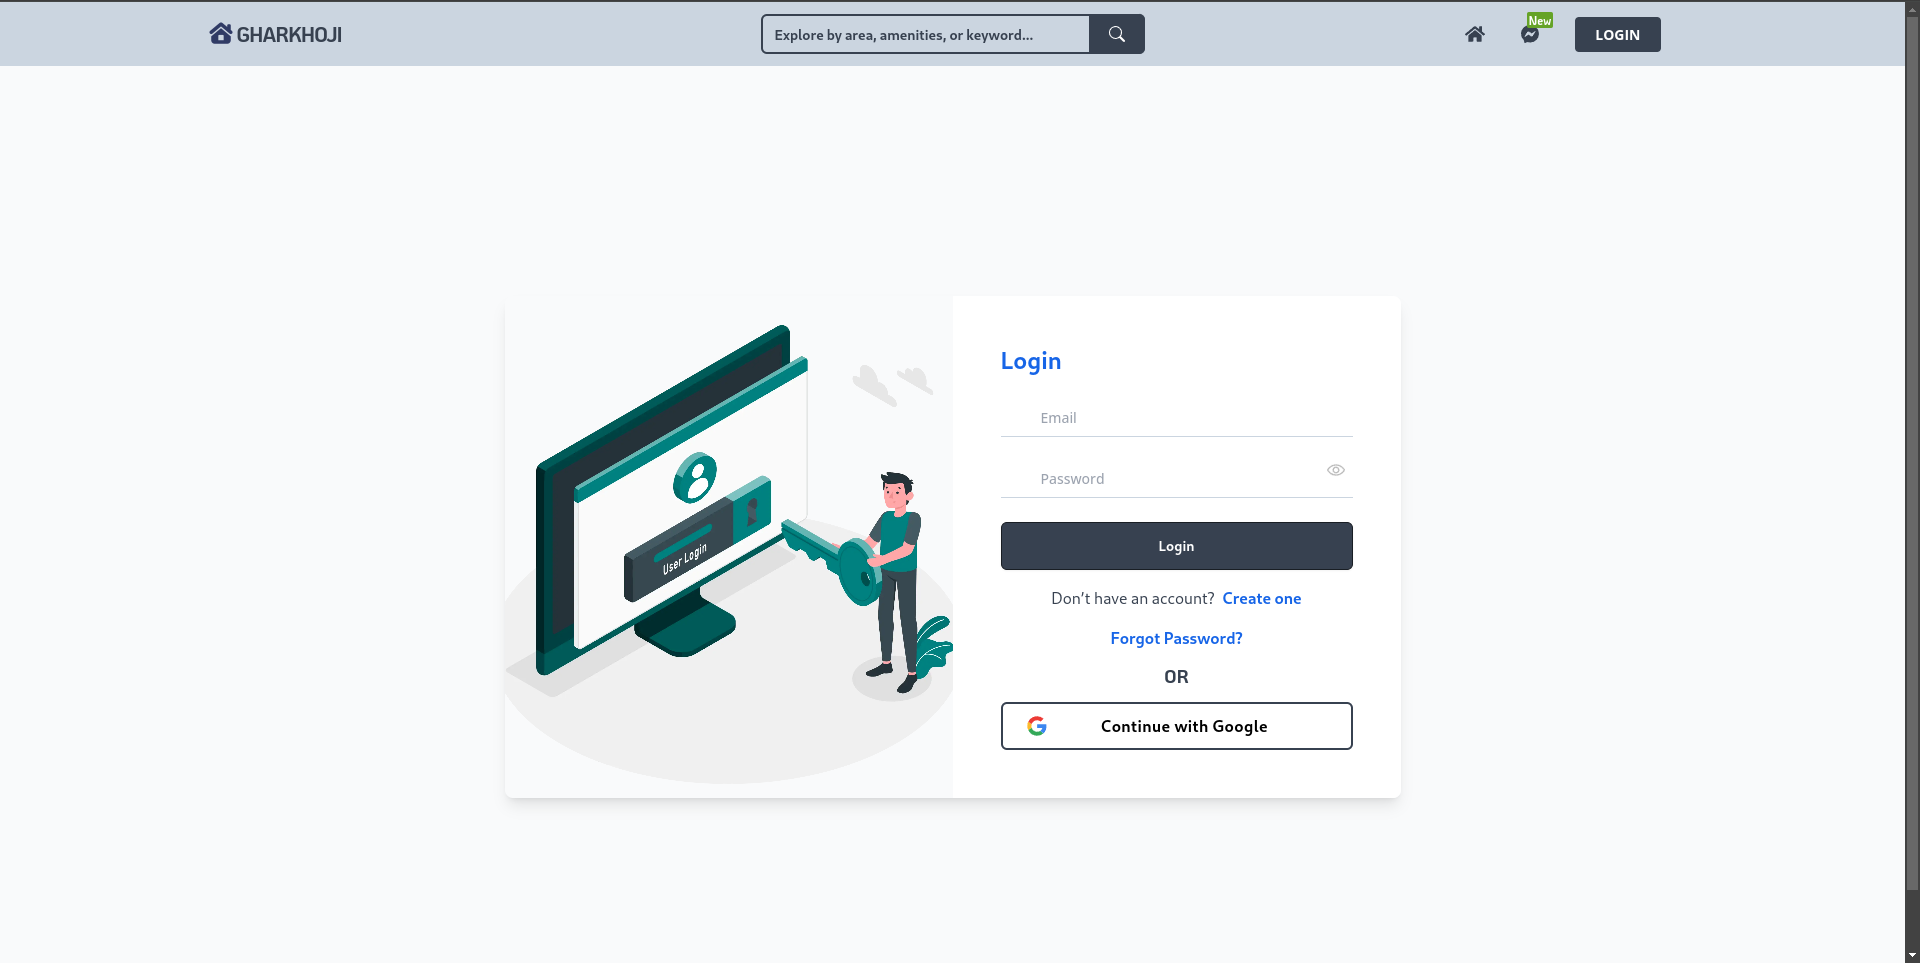 GHARKHOJI
Explore by area, amenities, or keyword...
New
LOGIN
User Login
Login
Email
Password
Login
Don't have an account? Create one
Forgot Password?
OR
Continue with Google